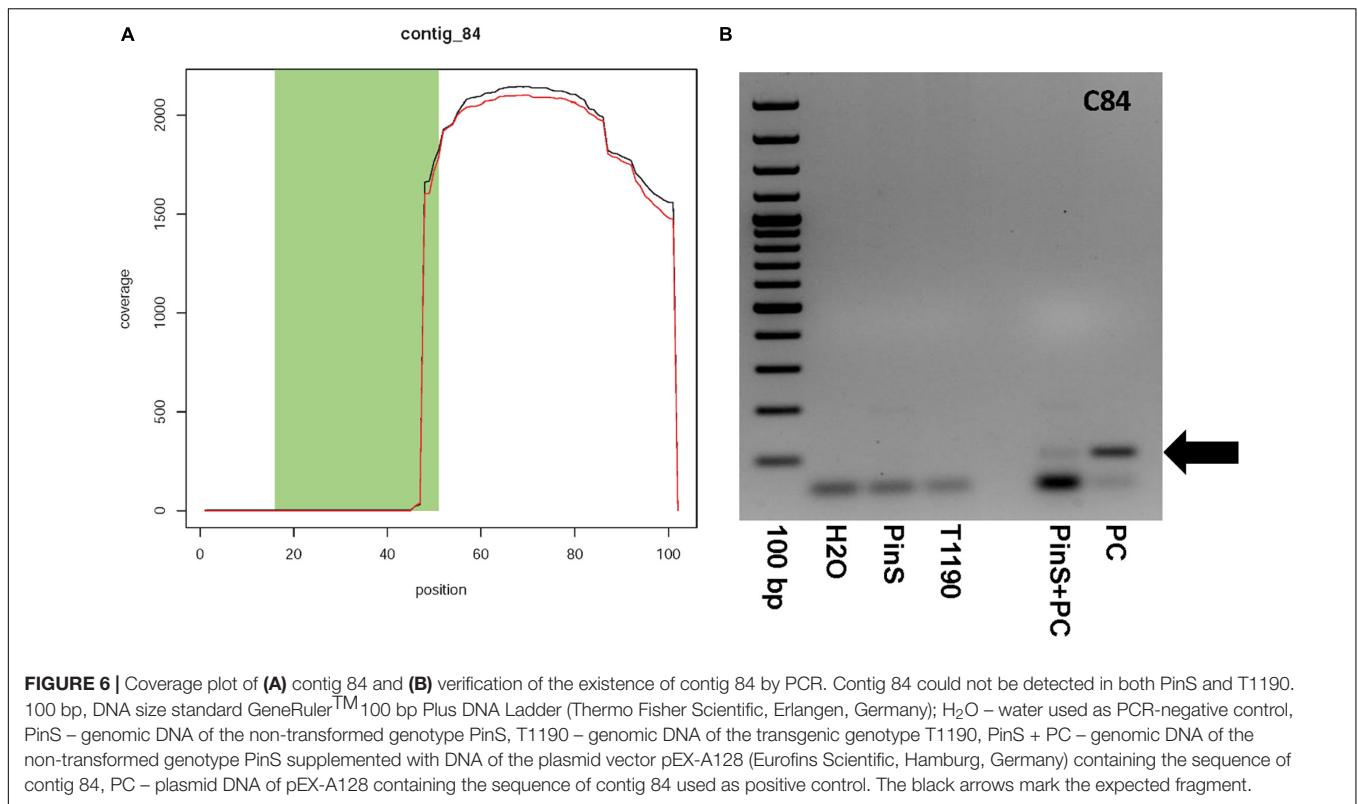 A
contig_84
coverage
0
500
1000
1500
2000
0 20 40 60 80 100
position
B
C84
100 bp
H2O
PinS
T1190
PinS+PC
PC
FIGURE 6 | Coverage plot of (A) contig 84 and (B) verification of the existence of contig 84 by PCR. Contig 84 could not be detected in both PinS and T1190.
100 bp, DNA size standard GeneRuler™ 100 bp Plus DNA Ladder (Thermo Fisher Scientific, Erlangen, Germany); H₂O – water used as PCR-negative control,
PinS – genomic DNA of the non-transformed genotype PinS, T1190 – genomic DNA of the transgenic genotype T1190, PinS + PC – genomic DNA of the
non-transformed genotype PinS supplemented with DNA of the plasmid vector pEX-A128 (Eurofins Scientific, Hamburg, Germany) containing the sequence of
contig 84, PC – plasmid DNA of pEX-A128 containing the sequence of contig 84 used as positive control. The black arrows mark the expected fragment.